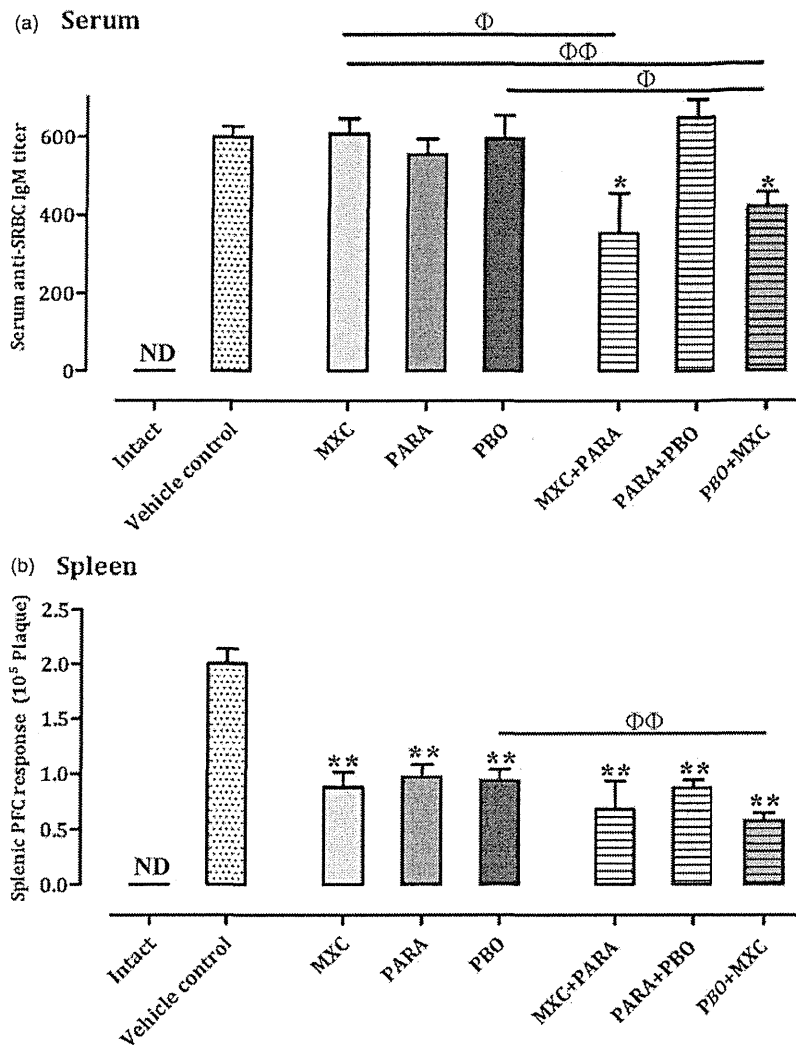 (a) Serum
Φ
ΦΦ
Φ
Serum anti-SRBC IgM titer
600
400
200
0
ND
*
*
Intact
Vehicle control
MXC
PARA
PBO
MXC+PARA
PARA+PBO
PBO+MXC
(b) Spleen
Splenic PFC response (10⁵ Plaque)
2.5
2.0
1.5
1.0
0.5
0.0
ND
ΦΦ
**
**
**
**
**
**
Intact
Vehicle control
MXC
PARA
PBO
MXC+PARA
PARA+PBO
PBO+MXC